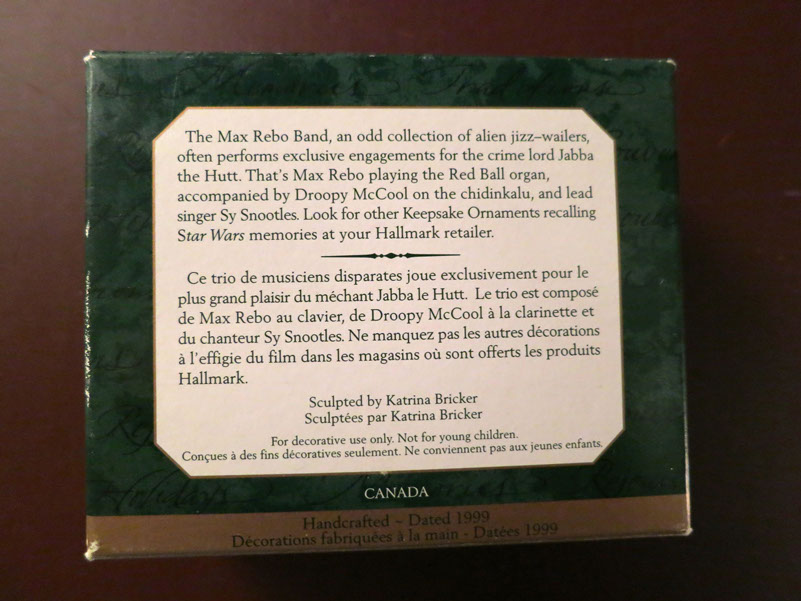 The Max Rebo Band, an odd collection of alien jizz–wailers,
often performs exclusive engagements for the crime lord Jabba
the Hutt. That's Max Rebo playing the Red Ball organ,
accompanied by Droopy McCool on the chidinkalu, and lead
singer Sy Snootles. Look for other Keepsake Ornaments recalling
Star Wars memories at your Hallmark retailer.
Ce trio de musiciens disparates joue exclusivement pour le
plus grand plaisir du méchant Jabba le Hutt. Le trio est composé
de Max Rebo au clavier, de Droopy McCool à la clarinette et
du chanteur Sy Snootles. Ne manquez pas les autres décorations
à l'effigie du film dans les magasins où sont offerts les produits
Hallmark.
Sculpted by Katrina Bricker
Sculptées par Katrina Bricker
For decorative use only. Not for young children.
Conçues à des fins décoratives seulement. Ne conviennent pas aux jeunes enfants.
CANADA
Handcrafted ~ Dated 1999
Décorations fabriquées à la main - Datées 1999